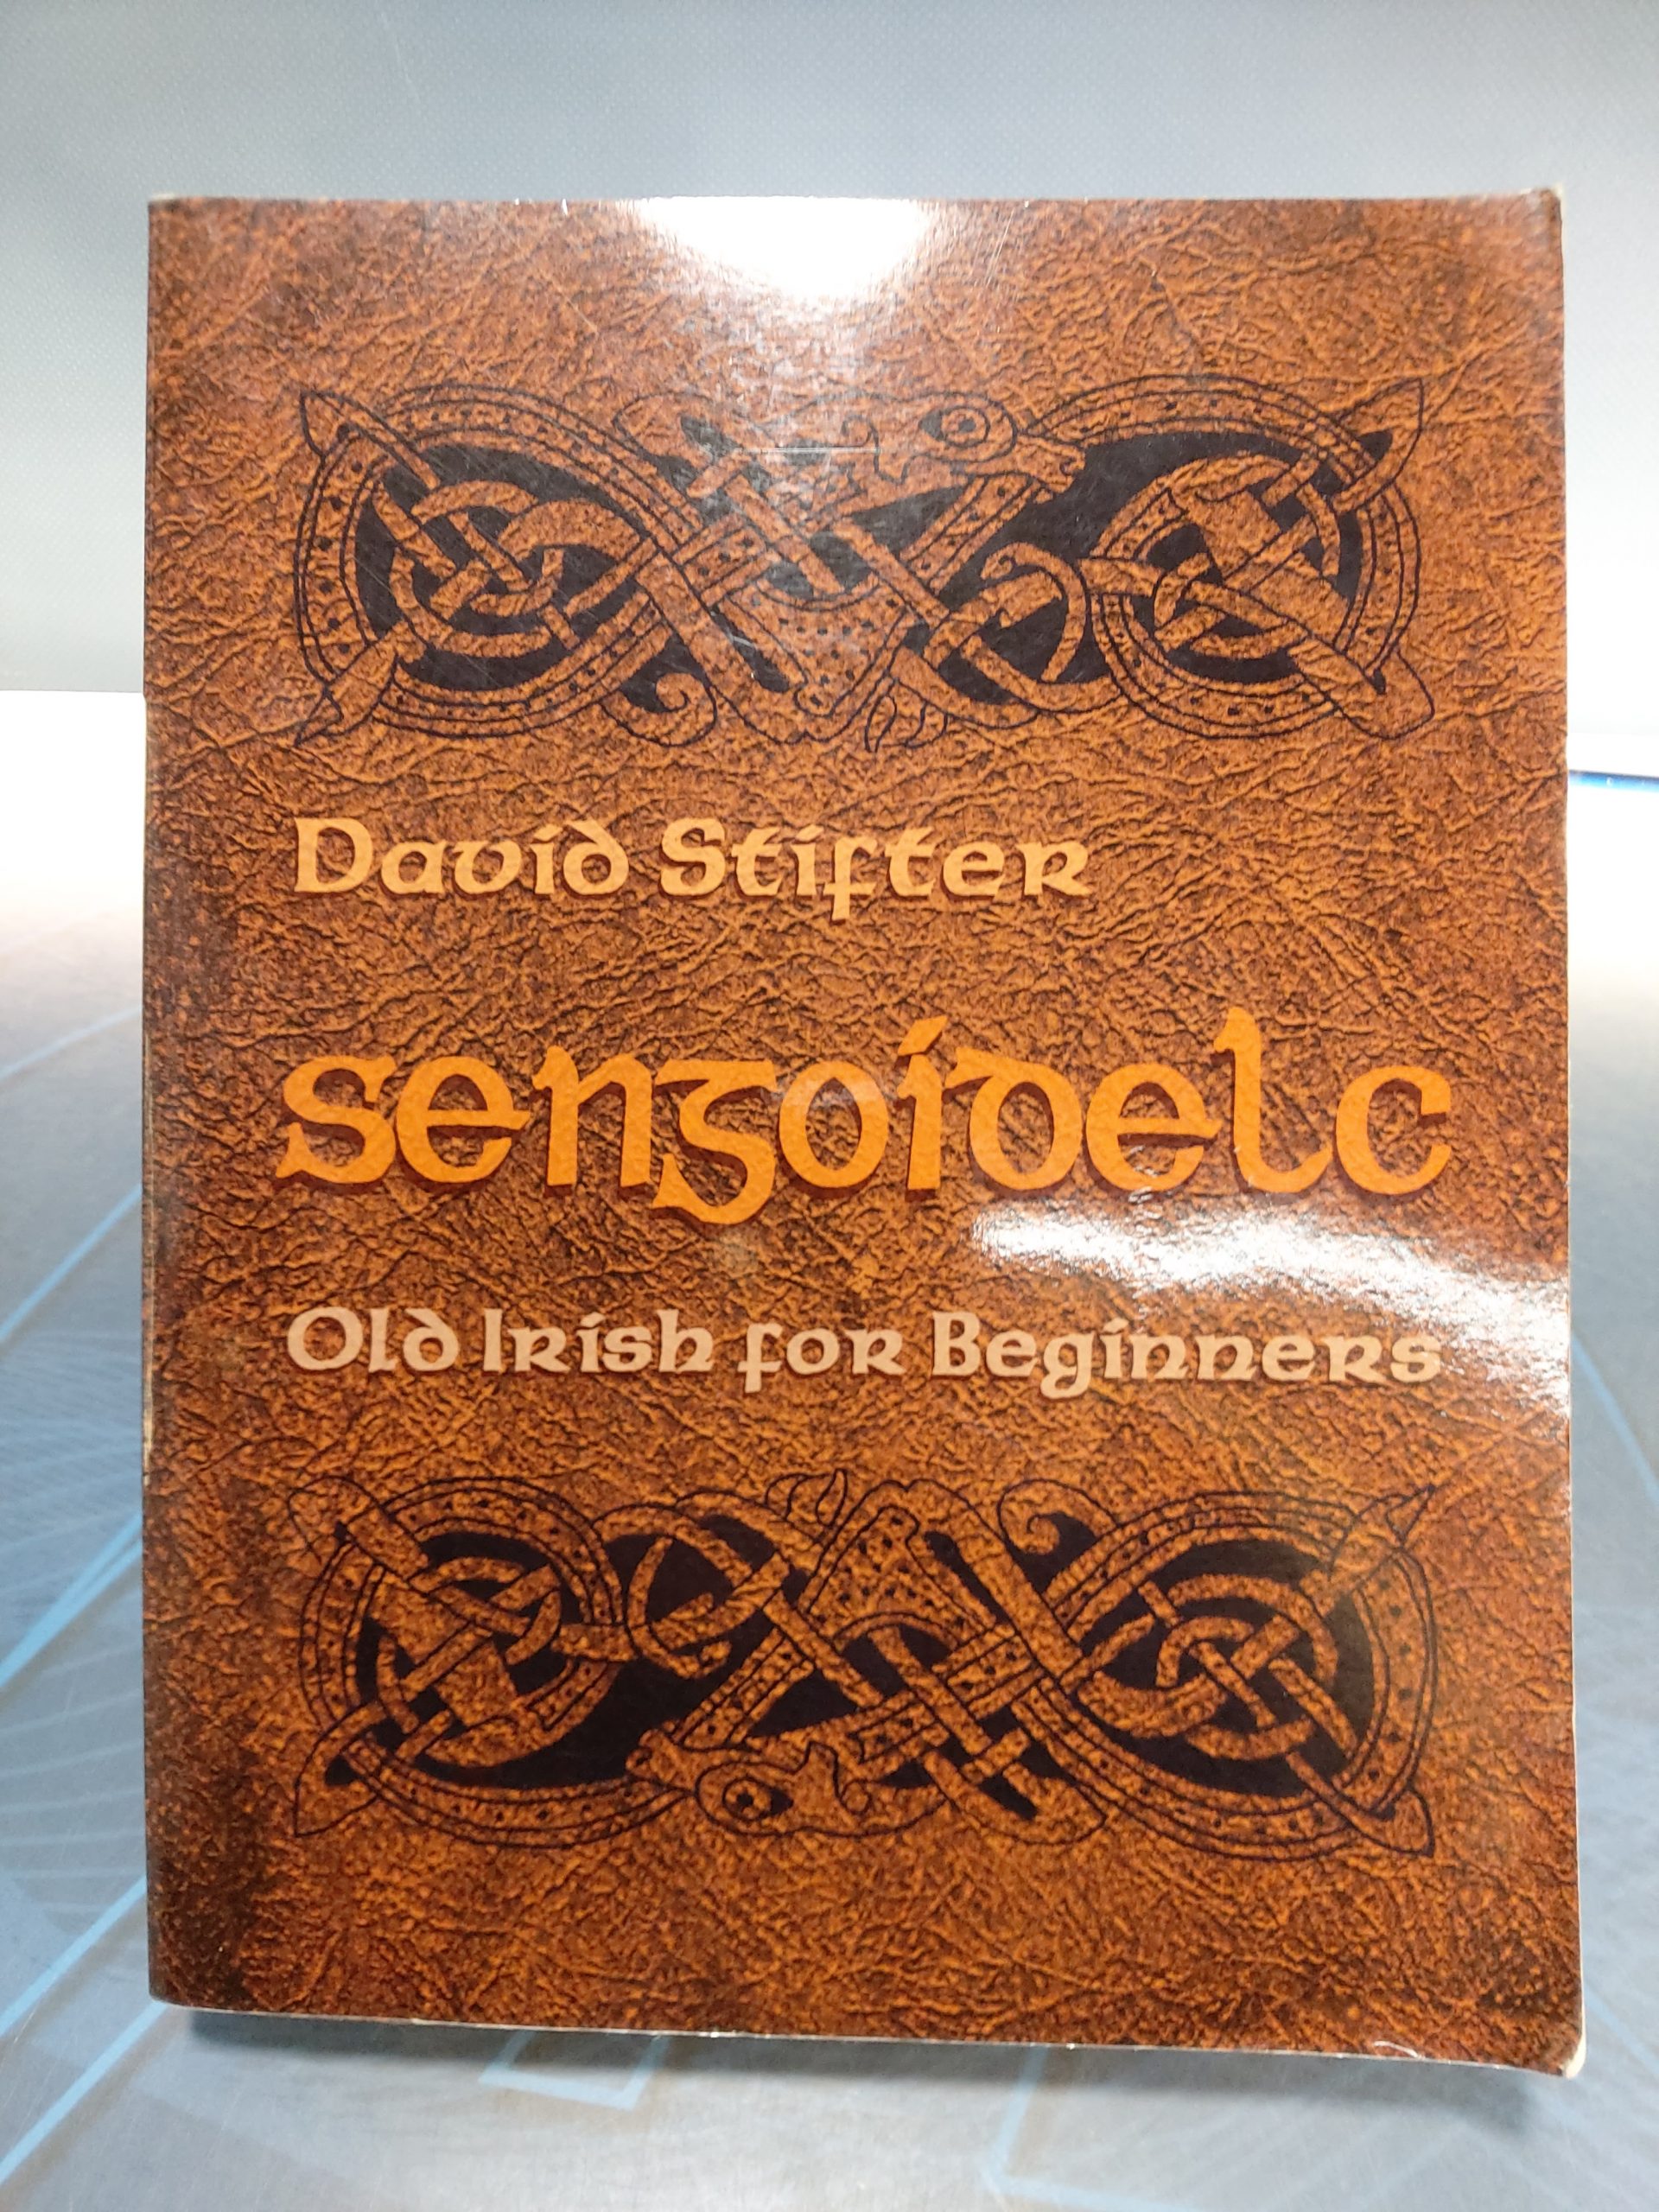 David Stifter
sengoídelc
Old Irish for Beginners